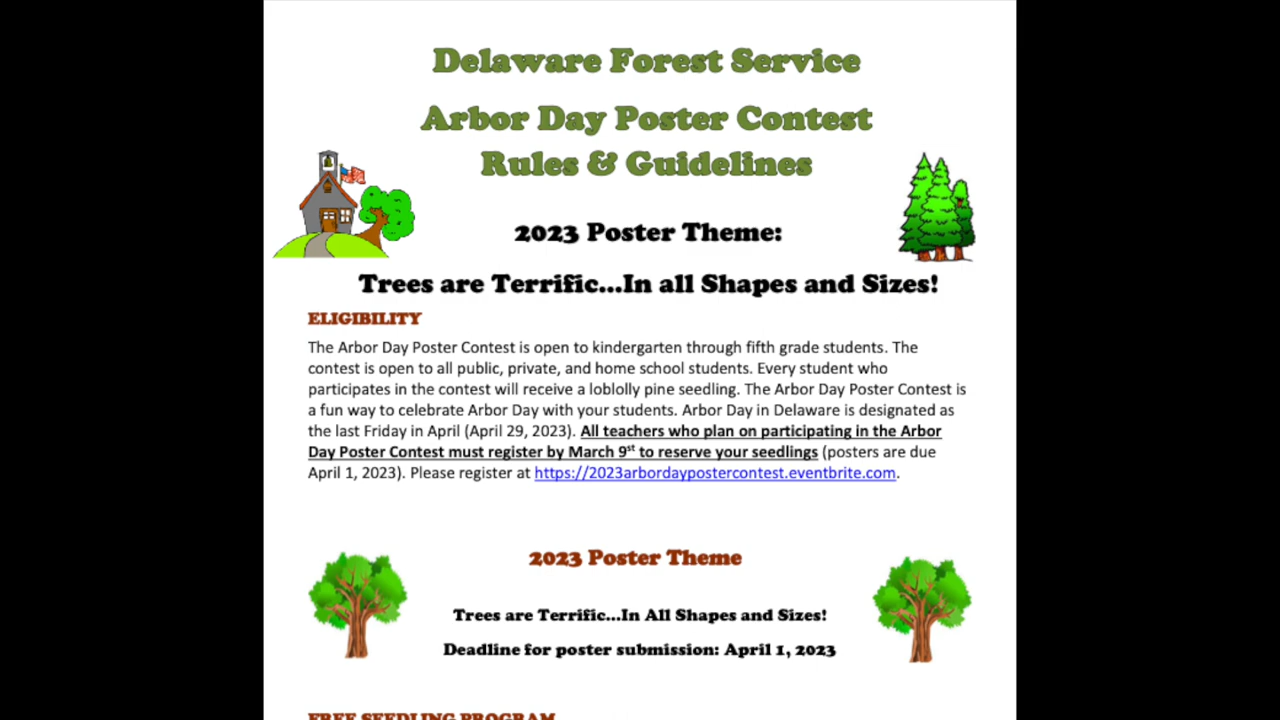 Delaware Forest Service
Arbor Day Poster Contest
Rules & Guidelines
2023 Poster Theme:
Trees are Terrific...In all Shapes and Sizes!
ELIGIBILITY
The Arbor Day Poster Contest is open to kindergarten through fifth grade students. The
contest is open to all public, private, and home school students. Every student who
participates in the contest will receive a loblolly pine seedling. The Arbor Day Poster Contest is
a fun way to celebrate Arbor Day with your students. Arbor Day in Delaware is designated as
the last Friday in April (April 29, 2023). All teachers who plan on participating in the Arbor
Day Poster Contest must register by March 9st to reserve your seedlings (posters are due
April 1, 2023). Please register at https://2023arbordaypostercontest.eventbrite.com.
2023 Poster Theme
Trees are Terrific...In All Shapes and Sizes!
Deadline for poster submission: April 1, 2023
FREE SEEDLING PROGRAM